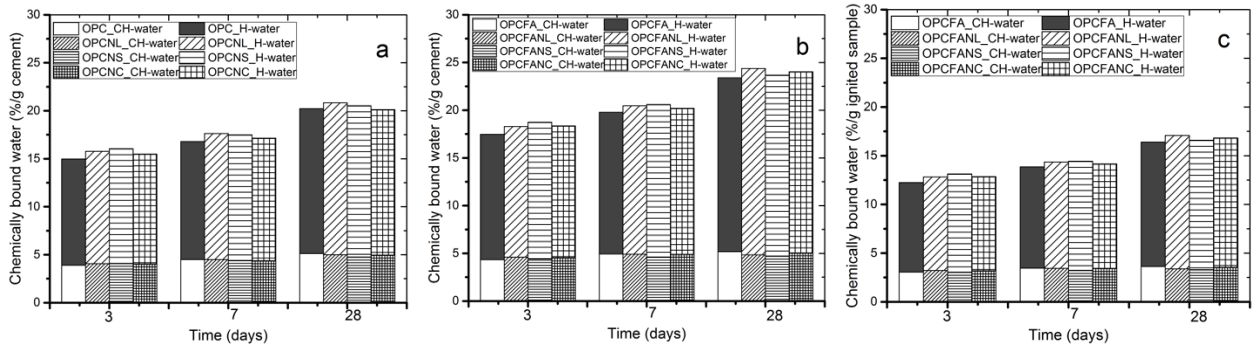 OPC_CH-water OPC_H-water
OPCNL_CH-water OPCNL_H-water
OPCNS_CH-water OPCNS_H-water
OPCNC_CH-water OPCNC_H-water
a
Chemically bound water (%/g cement)
30
25
20
15
10
5
0
3 7 28
Time (days)
OPCFA_CH-water OPCFA_H-water
OPCFANL_CH-water OPCFANL_H-water
OPCFANS_CH-water OPCFANS_H-water
OPCFANC_CH-water OPCFANC_H-water
b
Chemically bound water (%/g cement)
30
25
20
15
10
5
0
3 7 28
Time (days)
OPCFA_CH-water OPCFA_H-water
OPCFANL_CH-water OPCFANL_H-water
OPCFANS_CH-water OPCFANS_H-water
OPCFANC_CH-water OPCFANC_H-water
c
Chemically bound water (%/g ignited sample)
30
25
20
15
10
5
0
3 7 28
Time (days)